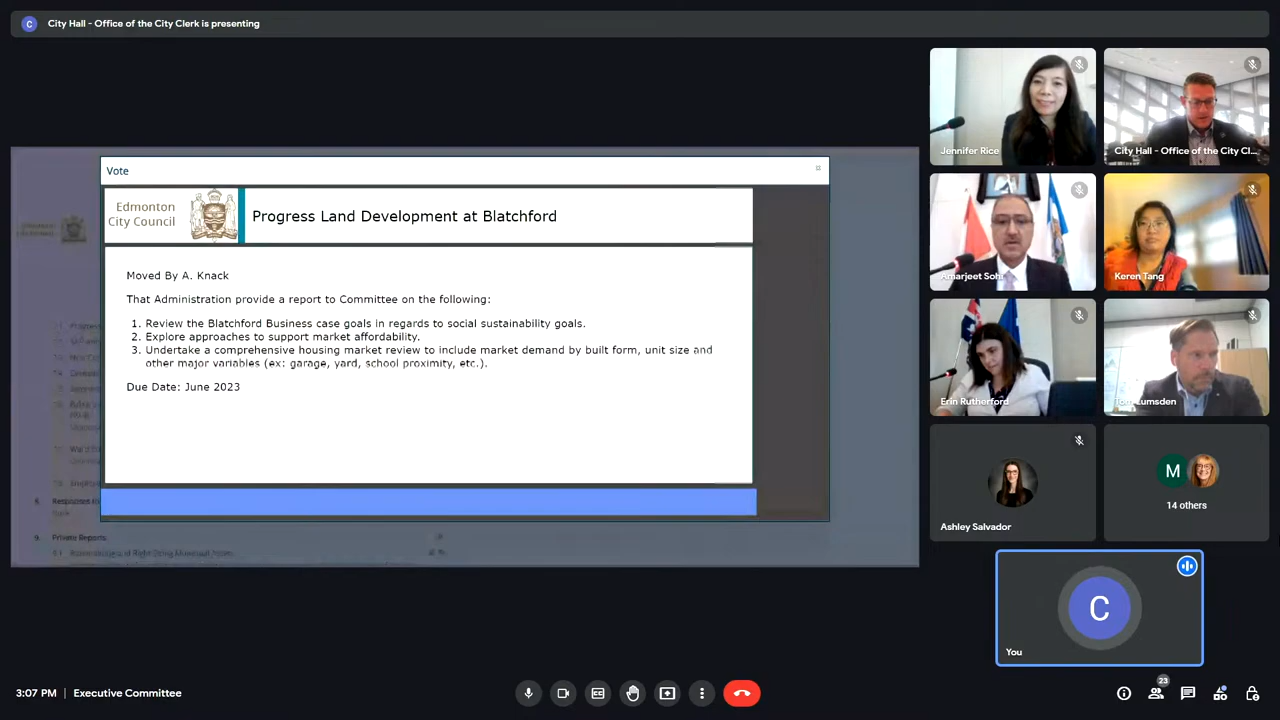 C City Hall - Office of the City Clerk is presenting
Vote
Edmonton
City Council
Progress Land Development at Blatchford
Moved By A. Knack
That Administration provide a report to Committee on the following:
1. Review the Blatchford Business case goals in regards to social sustainability goals.
2. Explore approaches to support market affordability.
3. Undertake a comprehensive housing market review to include market demand by built form, unit size and
other major variables (ex: garage, yard, school proximity, etc.).
Due Date: June 2023
9. Private Reports
Jennifer Rice
City Hall - Office of the City Cl...
Amarjeet Sohi
Keren Tang
Erin Rutherford
Tom Lumsden
Ashley Salvador
M
14 others
C
You
3:07 PM | Executive Committee
23